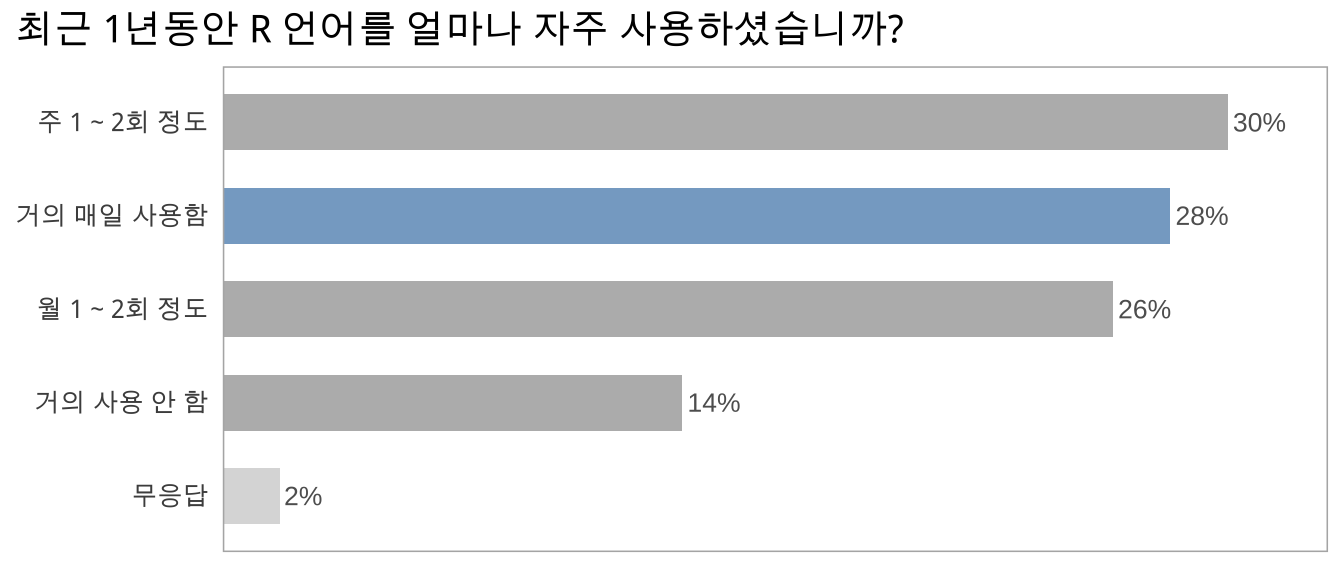 최근 1년동안 R 언어를 얼마나 자주 사용하셨습니까?
주 1 ~ 2회 정도 30%
거의 매일 사용함 28%
월 1 ~ 2회 정도 26%
거의 사용 안 함 14%
무응답 2%